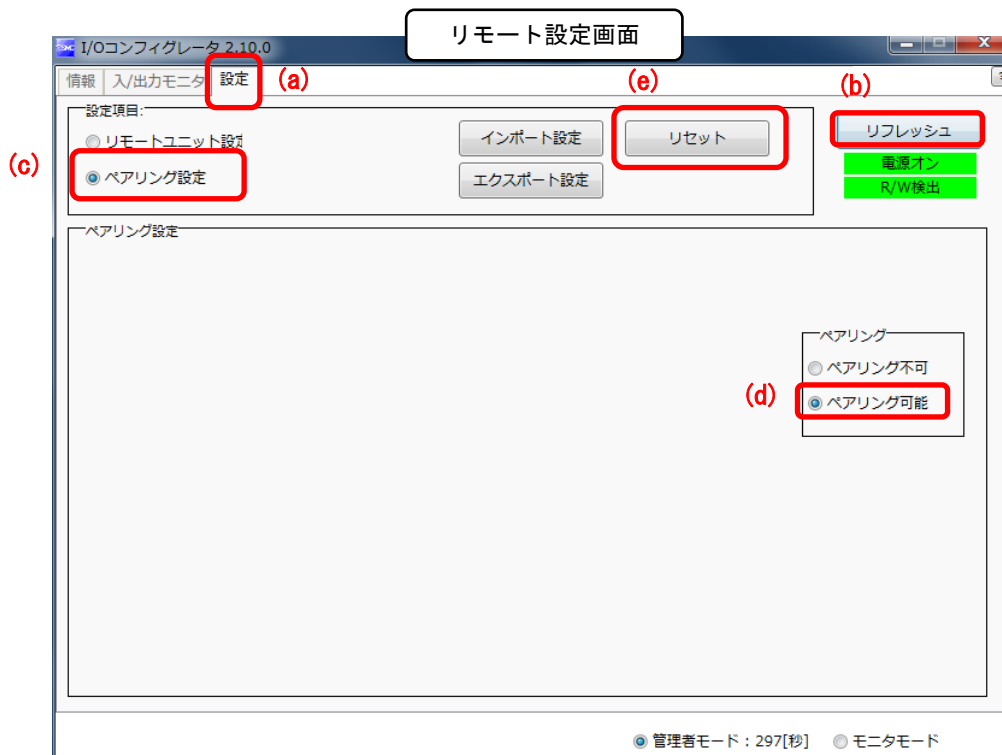 リモート設定画面
I/Oコンフィグレータ 2.10.0
情報 入/出力モニタ 設定 (a) (e) (b)
設定項目:
リモートユニット設定 インポート設定 リセット リフレッシュ
(c) ペアリング設定 エクスポート設定 電源オン
R/W検出
ペアリング設定
ペアリング
ペアリング不可
(d) ペアリング可能
管理者モード：297[秒] モニタモード